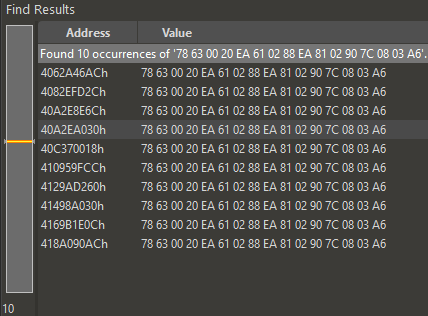 Find Results
Address Value
Found 10 occurrences of '78 63 00 20 EA 61 02 88 EA 81 02 90 7C 08 03 A6'.
4062A46ACh 78 63 00 20 EA 61 02 88 EA 81 02 90 7C 08 03 A6
4082EFD2Ch 78 63 00 20 EA 61 02 88 EA 81 02 90 7C 08 03 A6
40A2E8E6Ch 78 63 00 20 EA 61 02 88 EA 81 02 90 7C 08 03 A6
40A2EA030h 78 63 00 20 EA 61 02 88 EA 81 02 90 7C 08 03 A6
40C370018h 78 63 00 20 EA 61 02 88 EA 81 02 90 7C 08 03 A6
410959FCCh 78 63 00 20 EA 61 02 88 EA 81 02 90 7C 08 03 A6
4129AD260h 78 63 00 20 EA 61 02 88 EA 81 02 90 7C 08 03 A6
41498A030h 78 63 00 20 EA 61 02 88 EA 81 02 90 7C 08 03 A6
4169B1E0Ch 78 63 00 20 EA 61 02 88 EA 81 02 90 7C 08 03 A6
418A090ACh 78 63 00 20 EA 61 02 88 EA 81 02 90 7C 08 03 A6
10